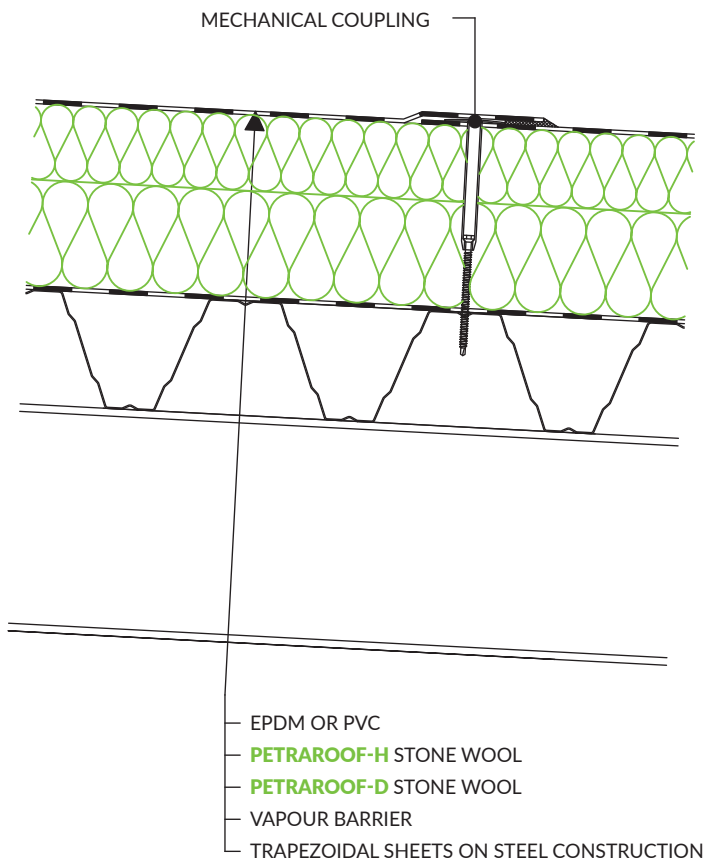 MECHANICAL COUPLING
EPDM OR PVC
PETRAROOF-H STONE WOOL
PETRAROOF-D STONE WOOL
VAPOUR BARRIER
TRAPEZOIDAL SHEETS ON STEEL CONSTRUCTION